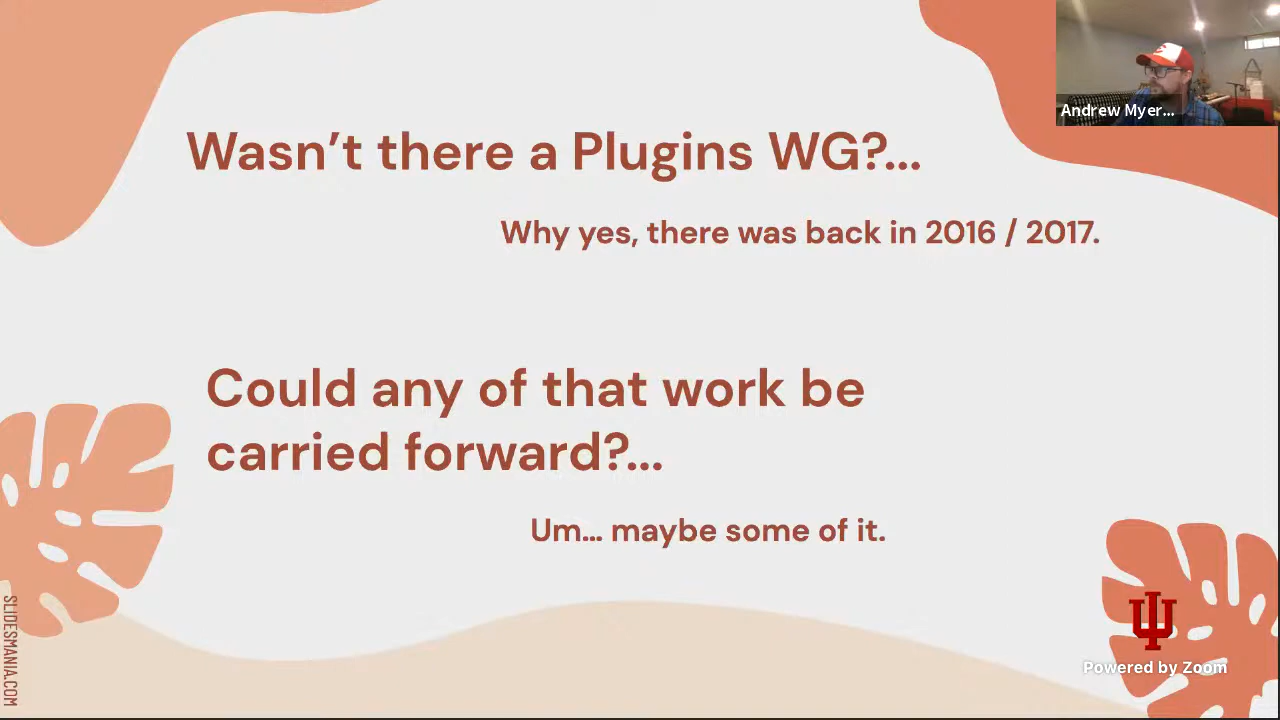 Wasn’t there a Plugins WG?...
Why yes, there was back in 2016 / 2017.
Could any of that work be
carried forward?...
Um... maybe some of it.
Andrew Myer...
SLIDESMANIA.COM
Powered by Zoom